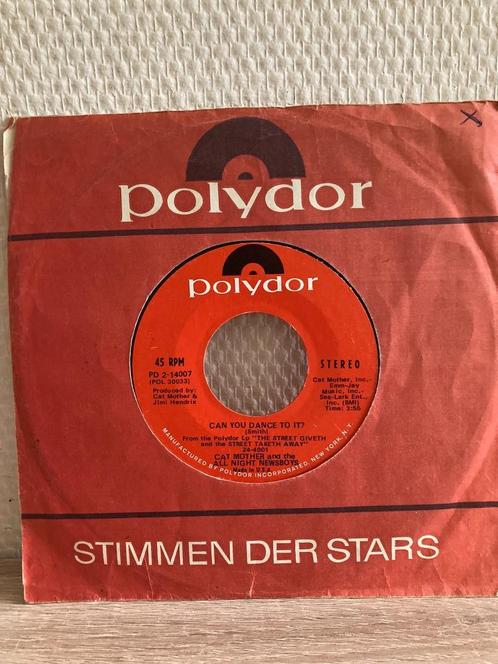 polydor
polydor
45 RPM
PD 2-14007
(POL 30033)
Produced by:
Cat Mother &
Jimi Hendrix
STEREO
Cat Mother, Inc.-
Emm-Jay
Music, Inc.-
Sea-Lark Ent.,
Inc. (BMI)
Time: 3:55
CAN YOU DANCE TO IT?
(Smith)
From the Polydor Lp "THE STREET GIVETH
and the STREET TAKETH AWAY"
24-4001
CAT MOTHER and the
ALL NIGHT NEWSBOYS
Made in U.S.A.
MANUFACTURED BY POLYDOR INCORPORATED, NEW YORK, N.Y.
STIMMEN DER STARS